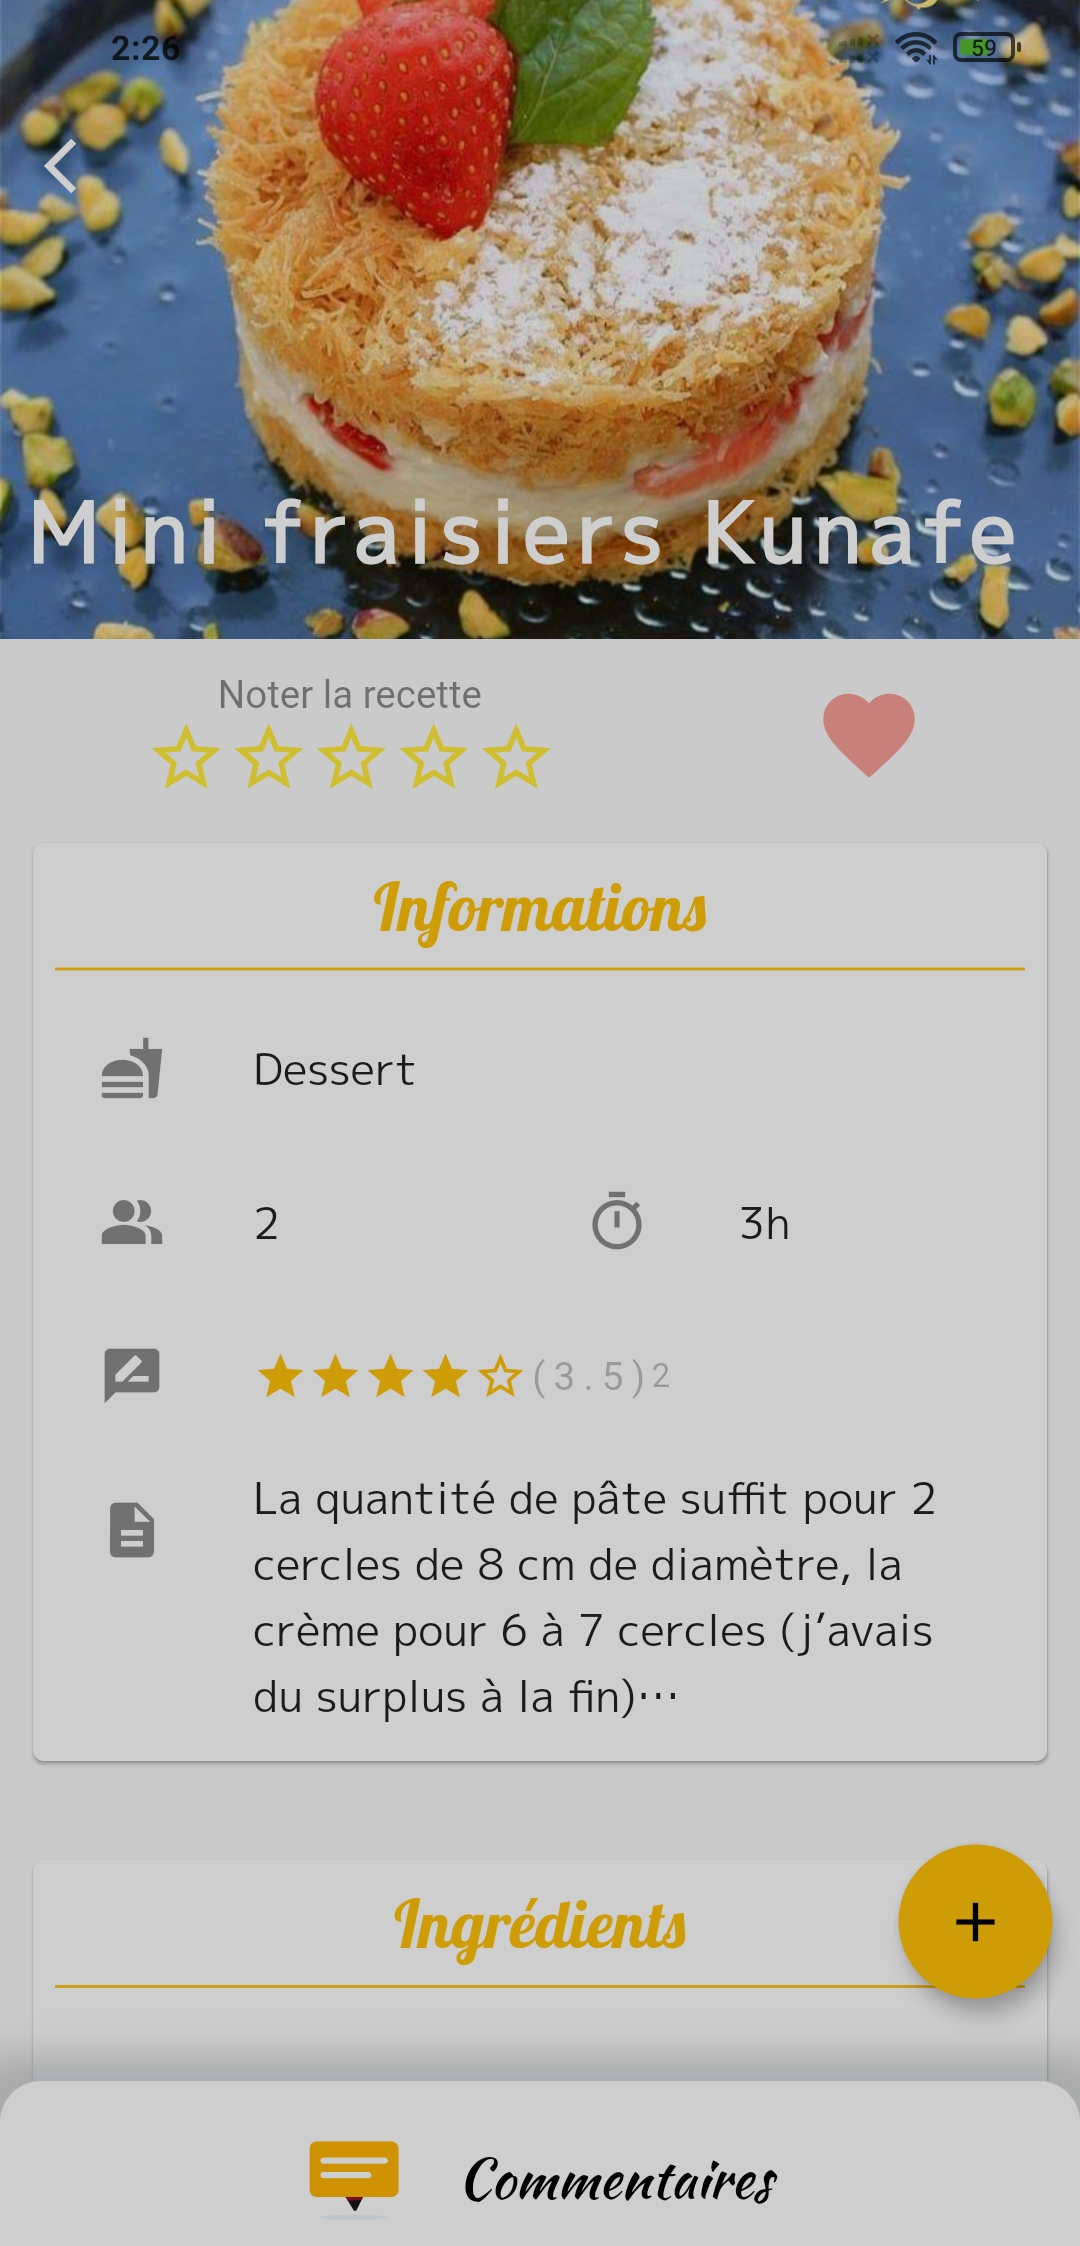 2:26
59
Mini fraisiers Kunafe
Noter la recette
Informations
Dessert
2
3h
(3.5) 2
La quantité de pâte suffit pour 2
cercles de 8 cm de diamètre, la
crème pour 6 à 7 cercles (j’avais
du surplus à la fin)…
Ingrédients
+
Commentaires